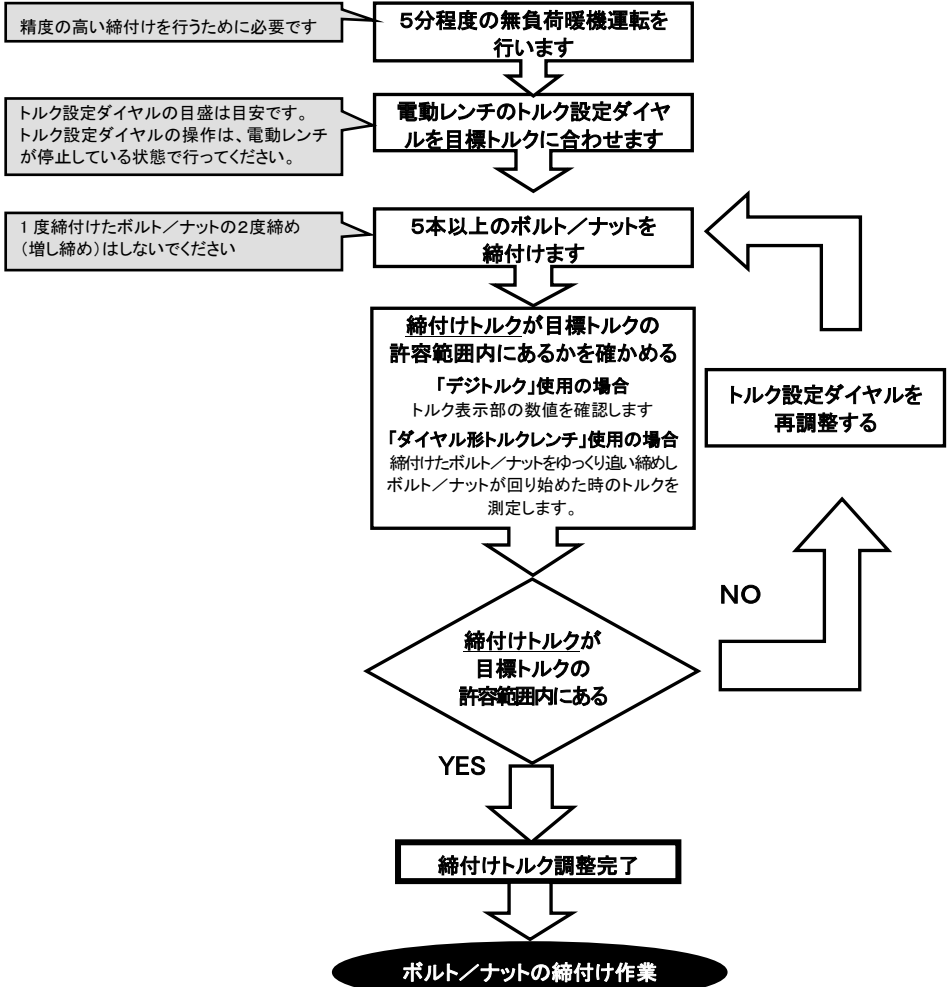 精度の高い締付けを行うために必要です
5分程度の無負荷暖機運転を
行います
トルク設定ダイヤルの目盛は目安です。
トルク設定ダイヤルの操作は、電動レンチ
が停止している状態で行ってください。
電動レンチのトルク設定ダイヤ
ルを目標トルクに合わせます
1度締付けたボルト／ナットの2度締め
（増し締め）はしないでください
5本以上のボルト／ナットを
締付けます
締付けトルクが目標トルクの
許容範囲内にあるかを確かめる
「デジトルク」使用の場合
トルク表示部の数値を確認します
「ダイヤル形トルクレンチ」使用の場合
締付けたボルト／ナットをゆっくり追い締めし
ボルト／ナットが回り始めた時のトルクを
測定します。
トルク設定ダイヤルを
再調整する
締付けトルクが
目標トルクの
許容範囲内にある
NO
YES
締付けトルク調整完了
ボルト／ナットの締付け作業